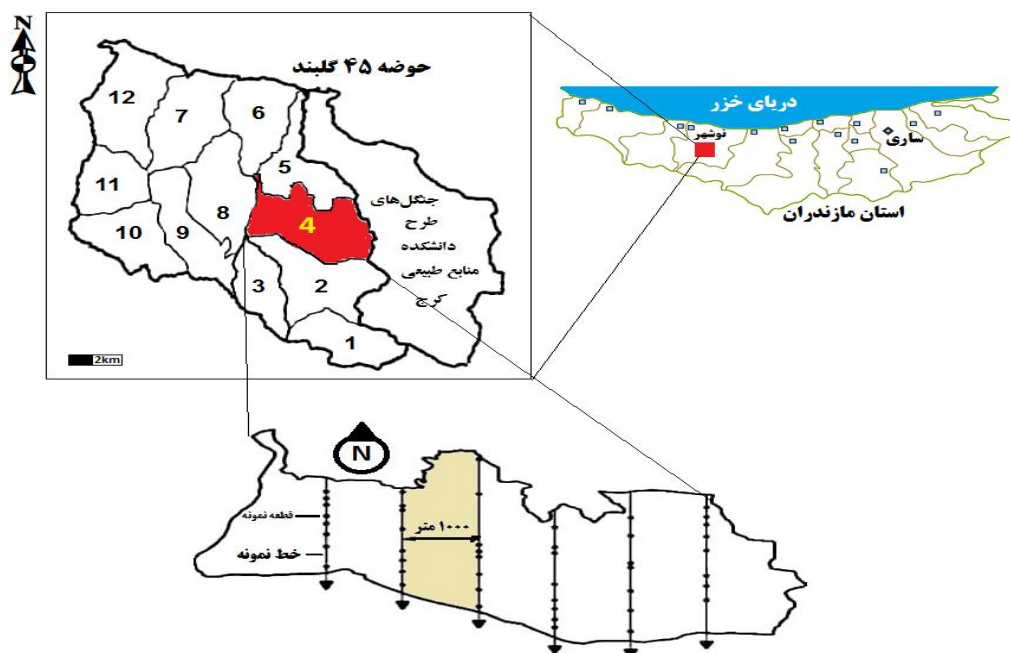 N
حوضه ۴۵ گلبند
12
7
6
5
11
8
4
10
9
3
2
1
جنگل‌های
طرح
دانشکده
منابع طبیعی
کرج
2km
دریای خزر
نوشهر
ساری
استان مازندران
N
قطعه نمونه
۱۰۰۰ متر
خط نمونه